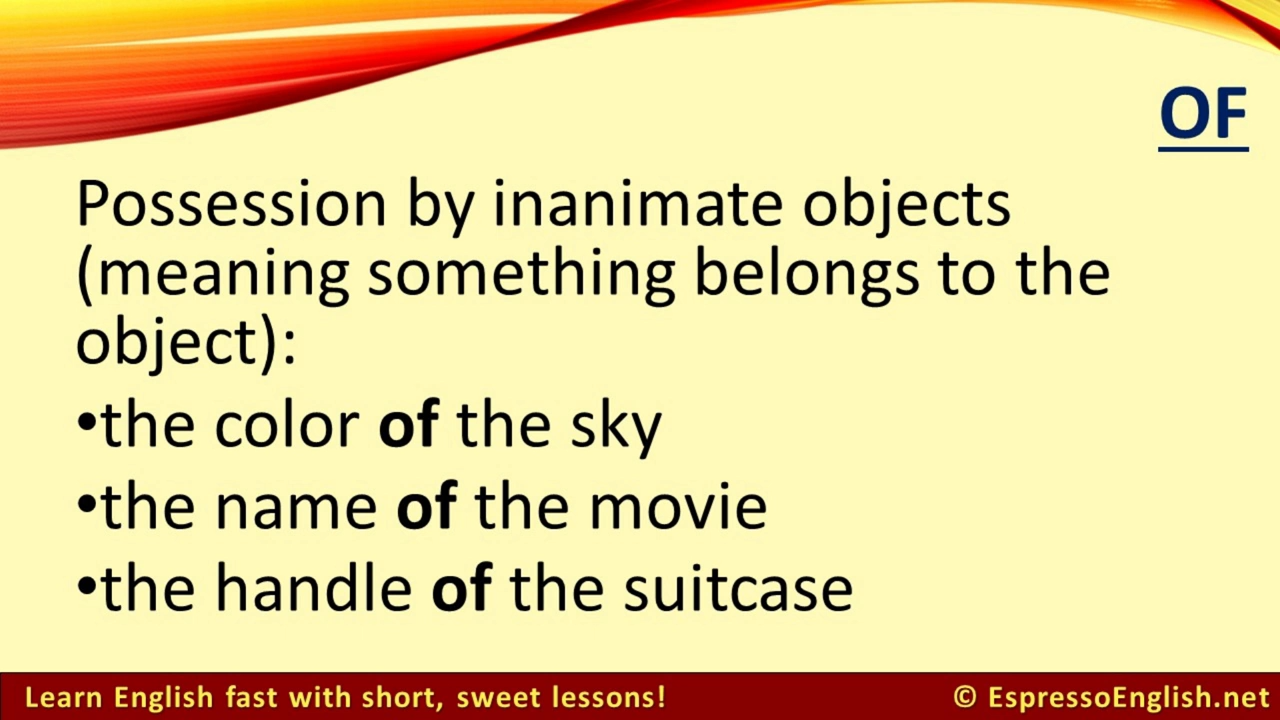 OF
Possession by inanimate objects
(meaning something belongs to the
object):
•the color of the sky
•the name of the movie
•the handle of the suitcase
Learn English fast with short, sweet lessons!
© EspressoEnglish.net